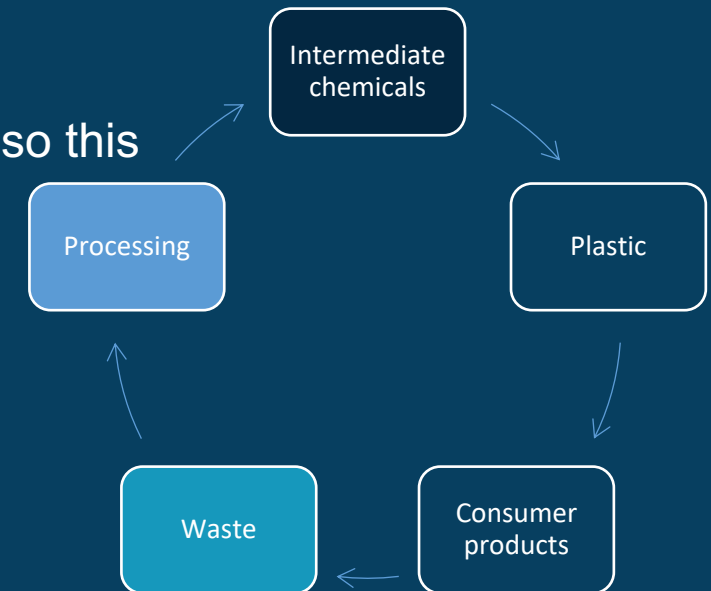 Intermediate
chemicals
so this
Processing
Plastic
Waste
Consumer
products